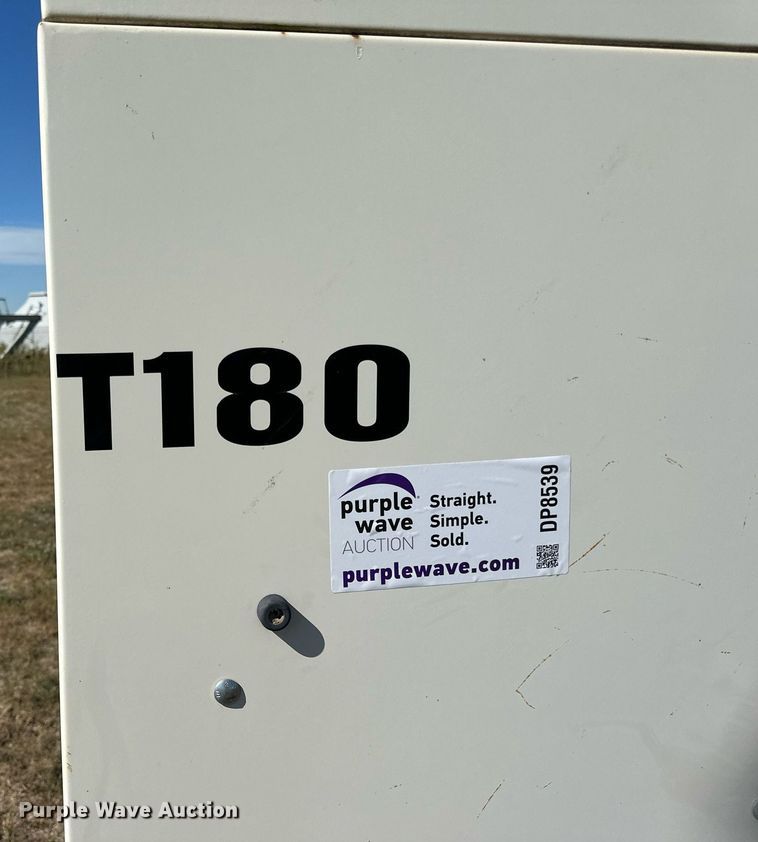 T180
purple
wave
AUCTION
Straight.
Simple.
Sold.
DP8539
purplewave.com
Purple Wave Auction